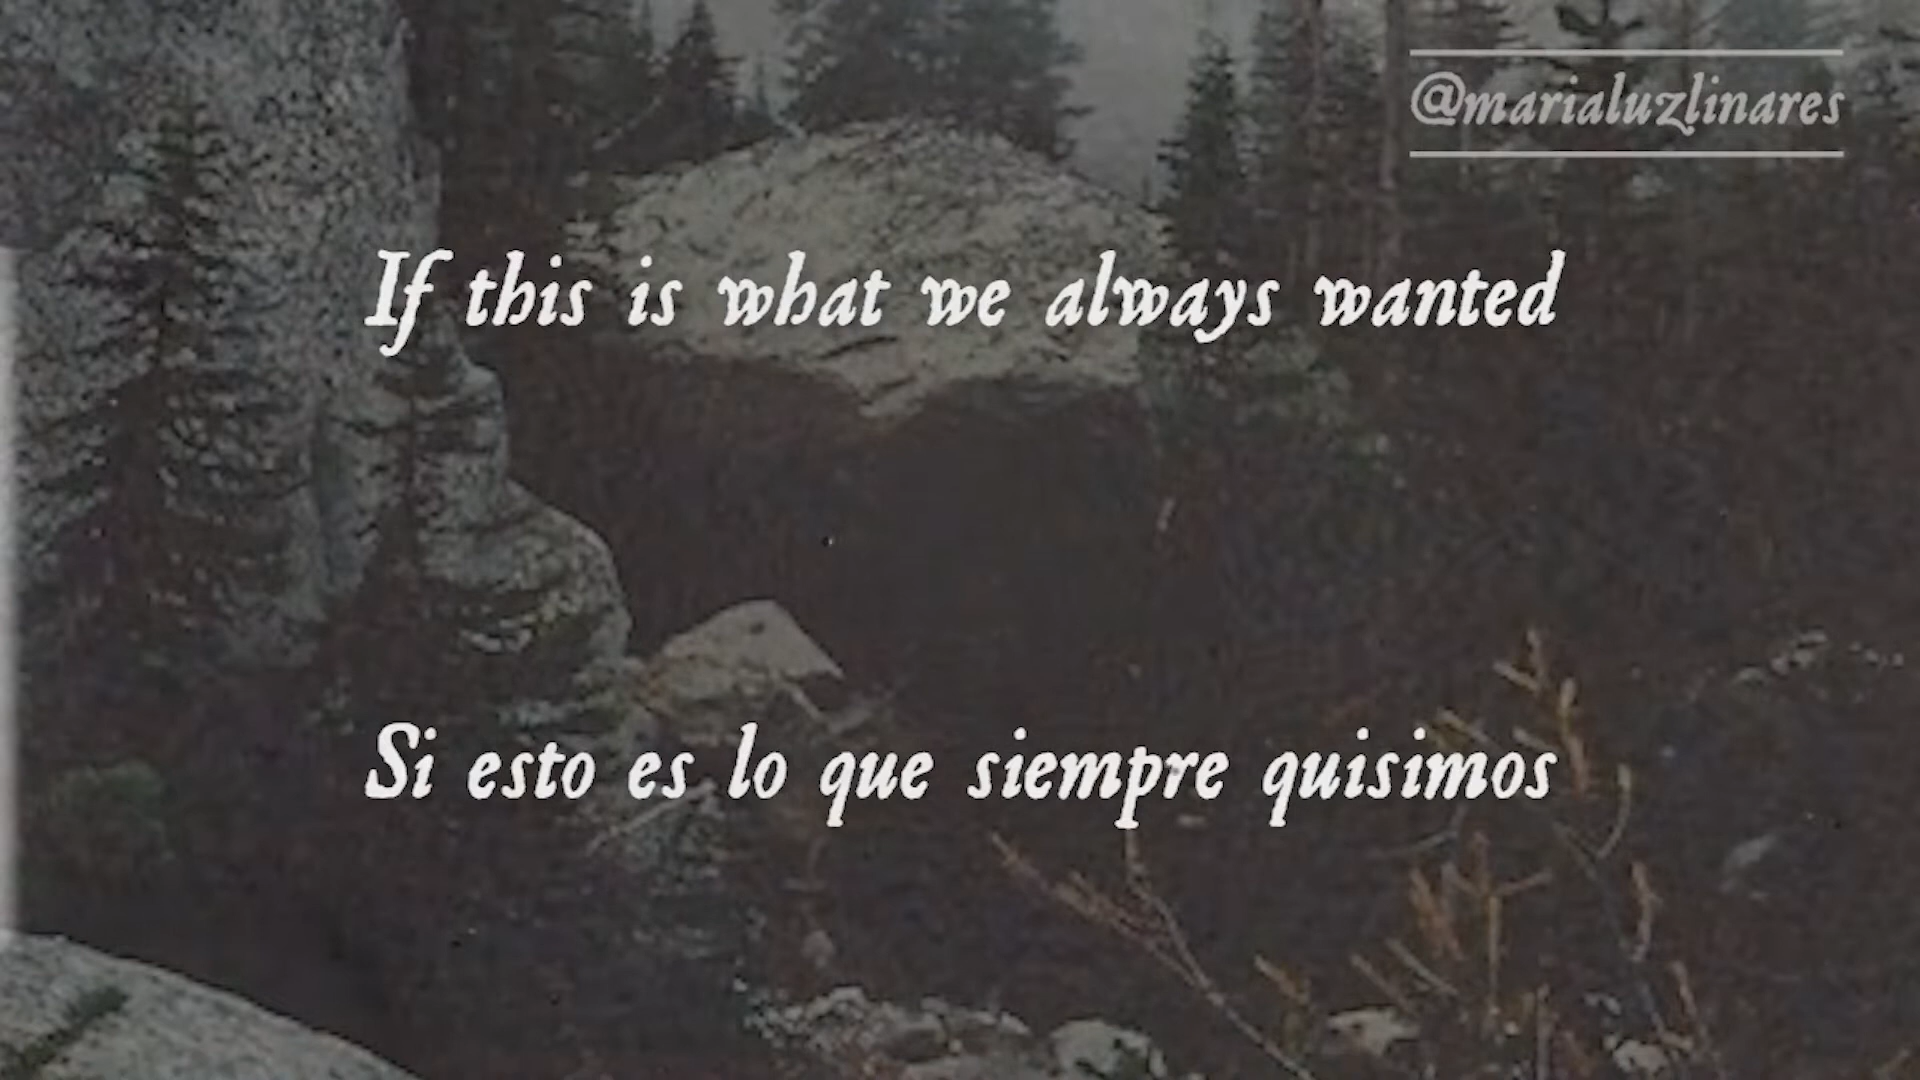 @marialuzlinares
If this is what we always wanted
Si esto es lo que siempre quisimos